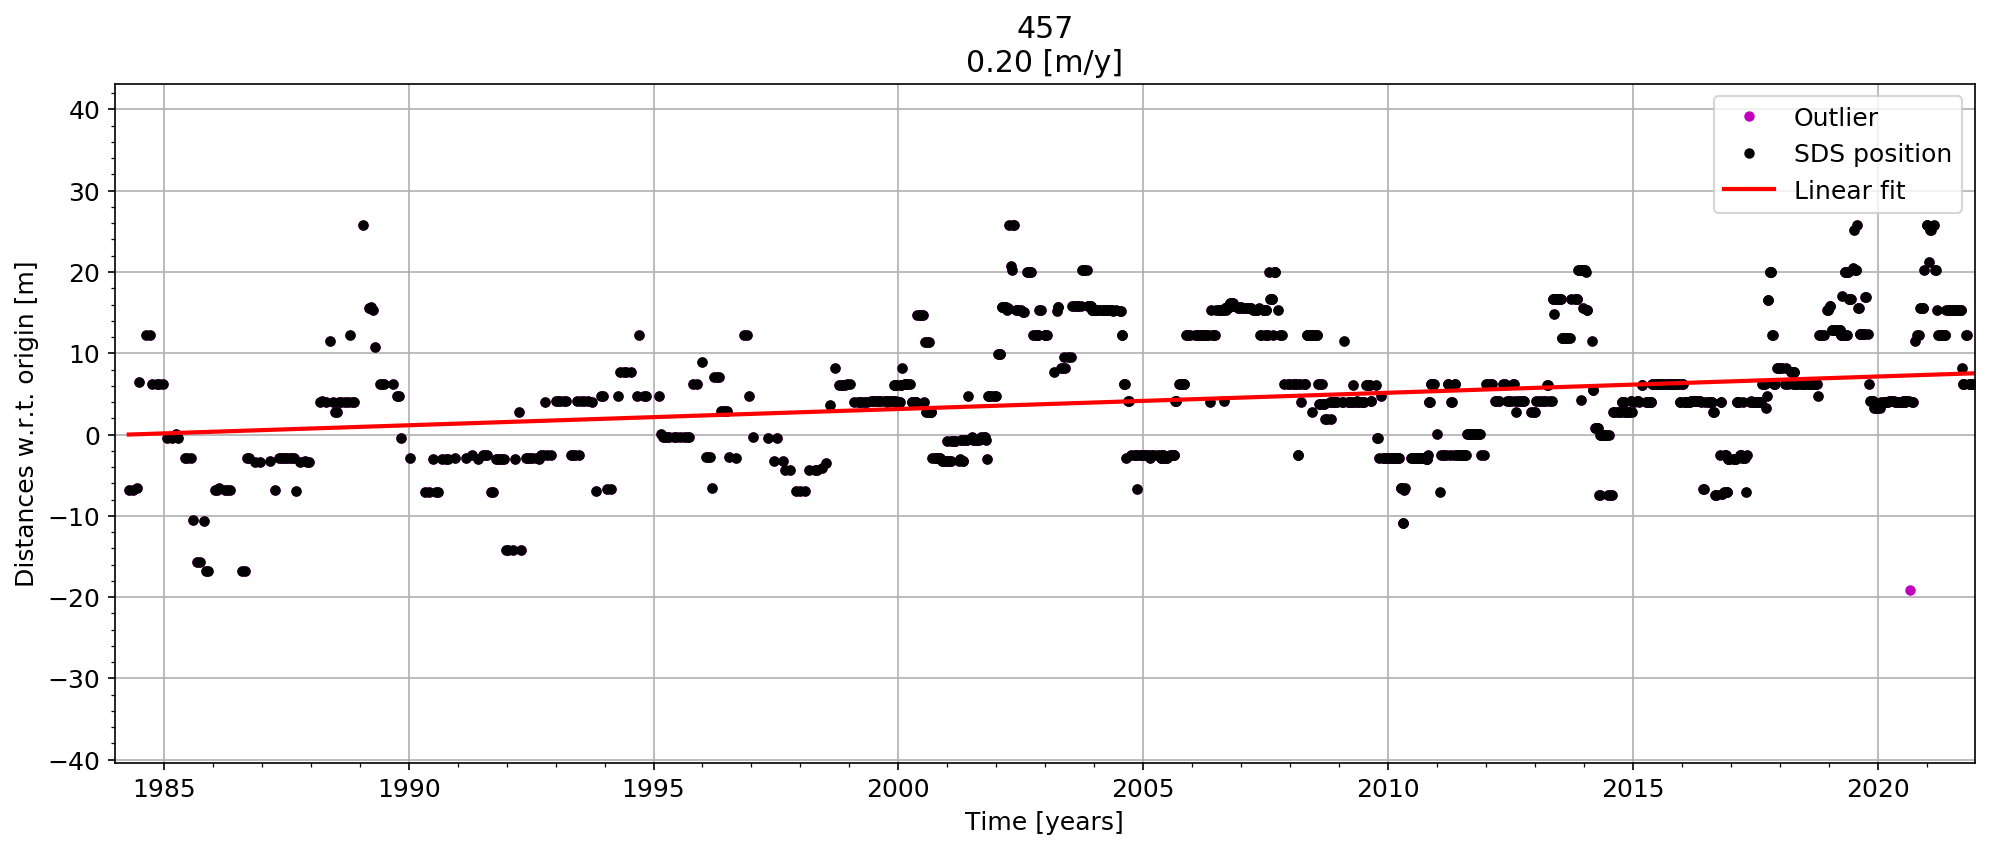 457
0.20 [m/y]
40
30
20
10
0
−10
−20
−30
−40
Distances w.r.t. origin [m]
Outlier
SDS position
Linear fit
1985 1990 1995 2000 2005 2010 2015 2020
Time [years]